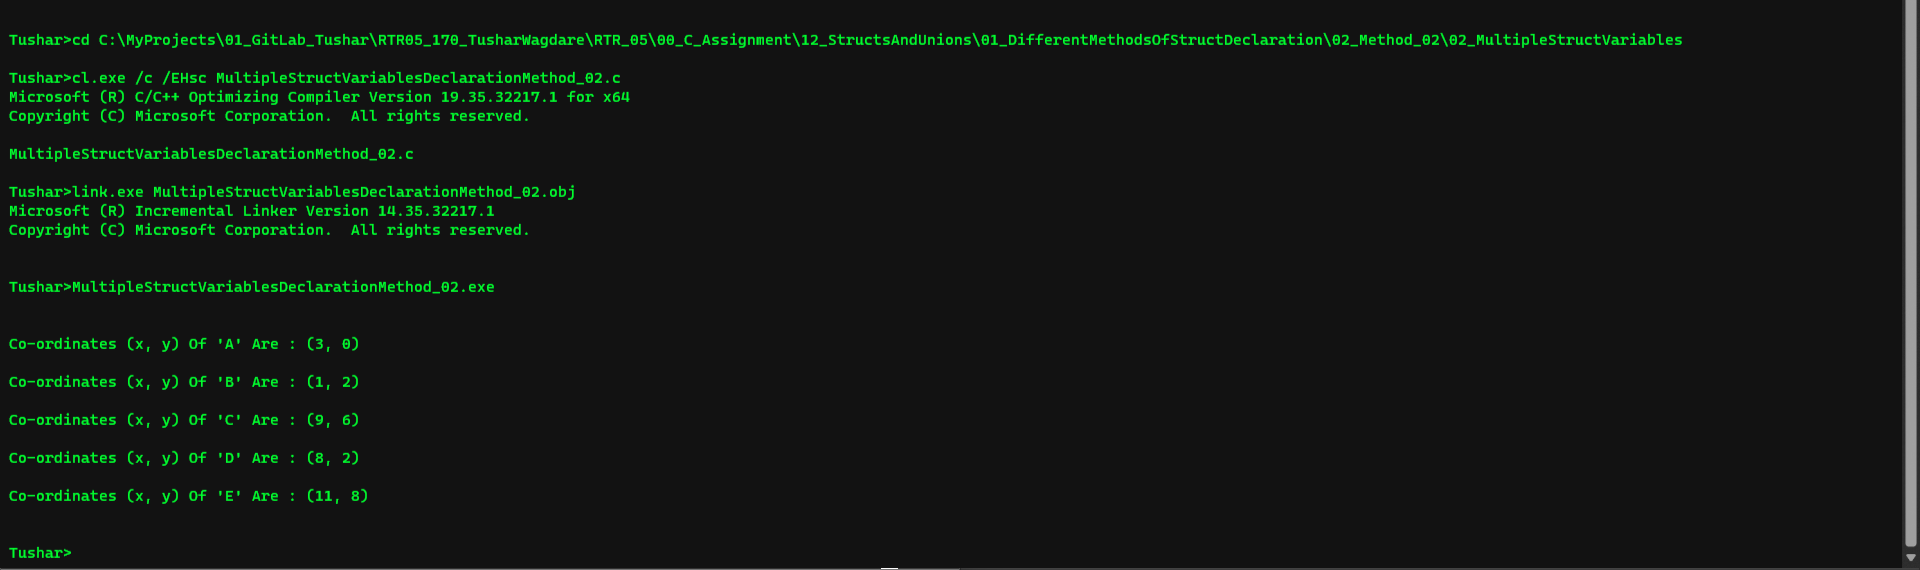 Tushar>cd C:\MyProjects\01_GitLab_Tushar\RTR05_170_TusharWagdare\RTR_05\00_C_Assignment\12_StructsAndUnions\01_DifferentMethodsOfStructDeclaration\02_Method_02\02_MultipleStructVariables
Tushar>cl.exe /c /EHsc MultipleStructVariablesDeclarationMethod_02.c
Microsoft (R) C/C++ Optimizing Compiler Version 19.35.32217.1 for x64
Copyright (C) Microsoft Corporation.  All rights reserved.
MultipleStructVariablesDeclarationMethod_02.c
Tushar>link.exe MultipleStructVariablesDeclarationMethod_02.obj
Microsoft (R) Incremental Linker Version 14.35.32217.1
Copyright (C) Microsoft Corporation.  All rights reserved.
Tushar>MultipleStructVariablesDeclarationMethod_02.exe
Co-ordinates (x, y) Of 'A' Are : (3, 0)
Co-ordinates (x, y) Of 'B' Are : (1, 2)
Co-ordinates (x, y) Of 'C' Are : (9, 6)
Co-ordinates (x, y) Of 'D' Are : (8, 2)
Co-ordinates (x, y) Of 'E' Are : (11, 8)
Tushar>